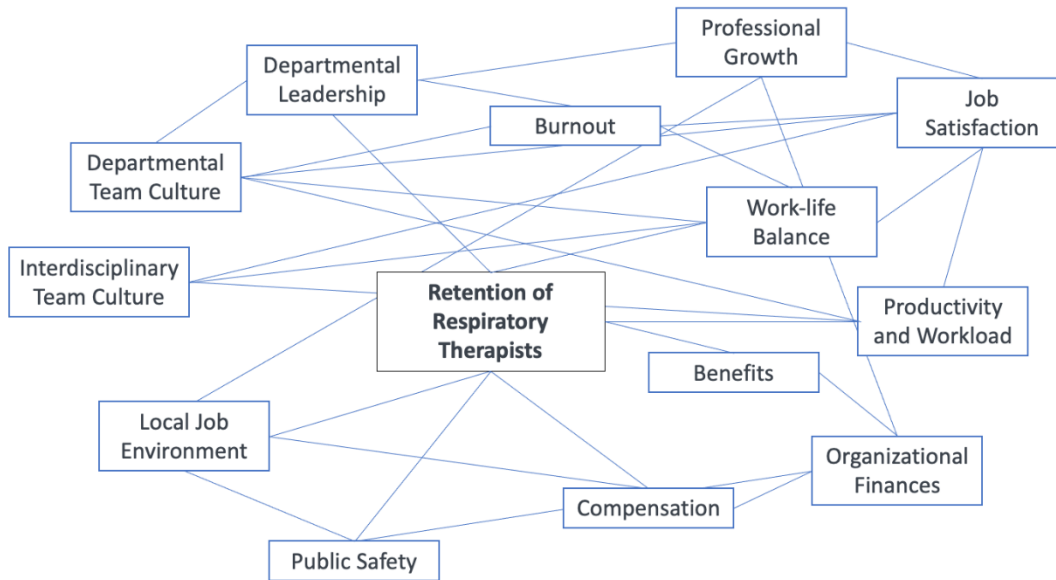 Professional
Growth
Departmental
Leadership
Job
Satisfaction
Burnout
Departmental
Team Culture
Work-life
Balance
Interdisciplinary
Team Culture
Retention of
Respiratory
Therapists
Productivity
and Workload
Benefits
Local Job
Environment
Organizational
Finances
Compensation
Public Safety